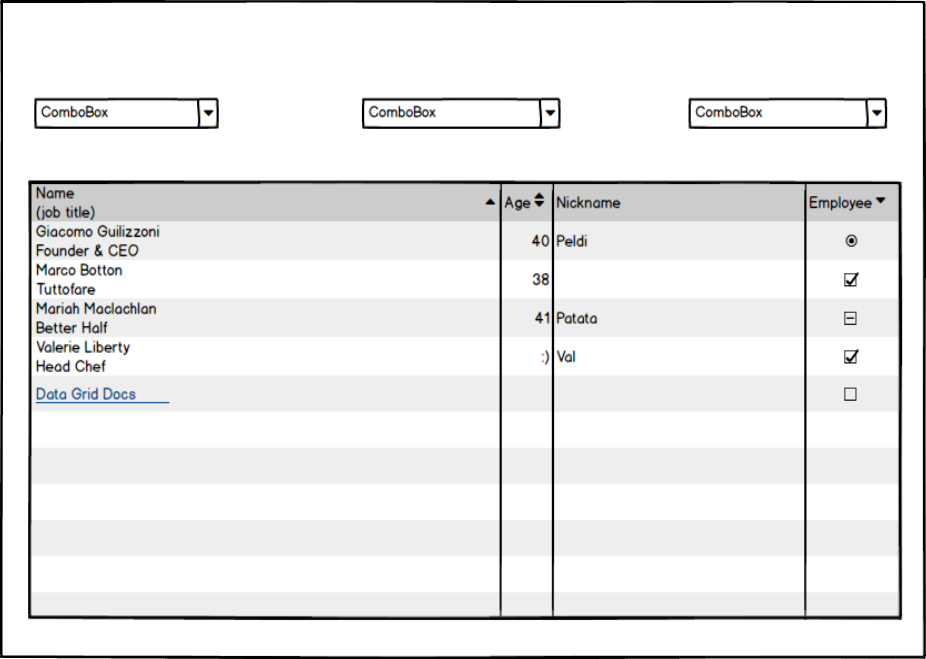 ComboBox ComboBox ComboBox
Name
(job title)
Age Nickname Employee
Giacomo Guilizzoni
Founder & CEO
40 Peldi
Marco Botton
Tuttofare
38
Mariah Maclachlan
Better Half
41 Patata
Valerie Liberty
Head Chef
:) Val
Data Grid Docs